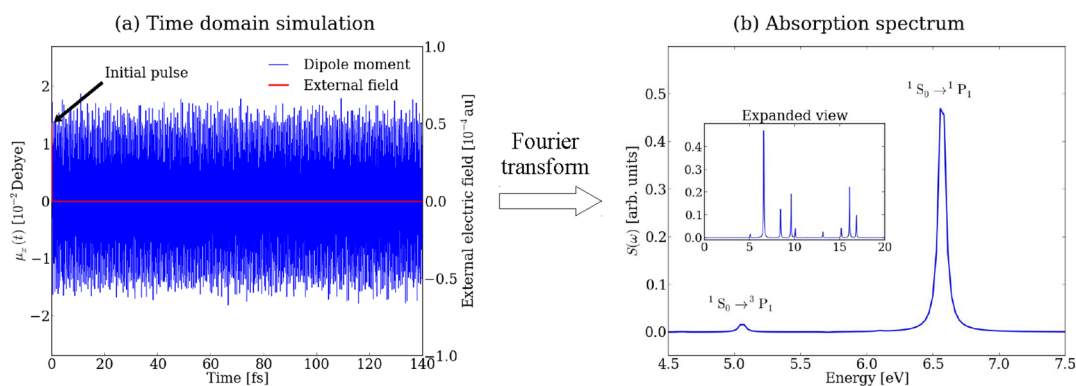 (a) Time domain simulation
Initial pulse
Dipole moment
External field
μₓ(t) [10⁻² Debye]
2
1
0
−1
−2
External electric field [10⁻⁴ au]
1.0
0.5
0.0
−0.5
−1.0
0 20 40 60 80 100 120 140
Time [fs]
Fourier
transform
(b) Absorption spectrum
S(ω) [arb. units]
0.5
0.4
0.3
0.2
0.1
0.0
¹S₀→¹P₁
Expanded view
0.4
0.3
0.2
0.1
0.0
0 5 10 15 20
¹S₀→³P₁
4.5 5.0 5.5 6.0 6.5 7.0 7.5
Energy [eV]